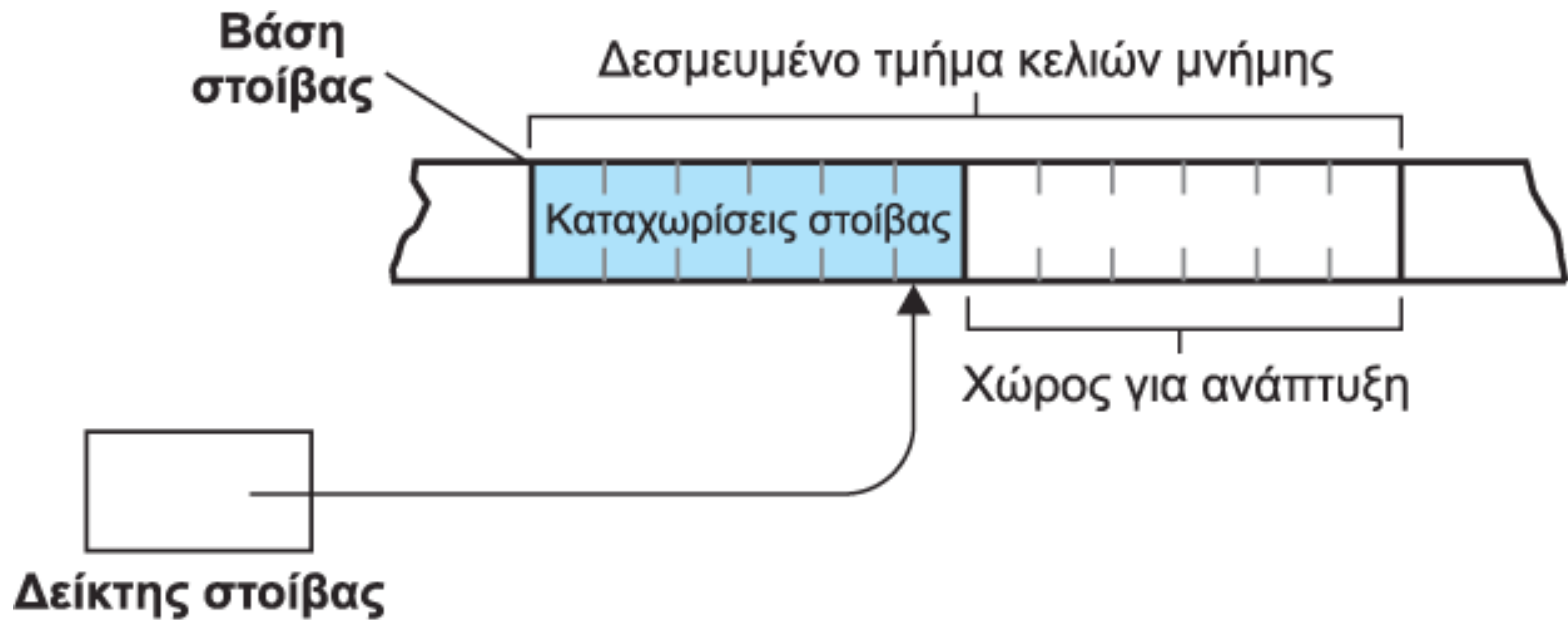 Βάση
στοίβας
Δεσμευμένο τμήμα κελιών μνήμης
Καταχωρίσεις στοίβας
Χώρος για ανάπτυξη
Δείκτης στοίβας